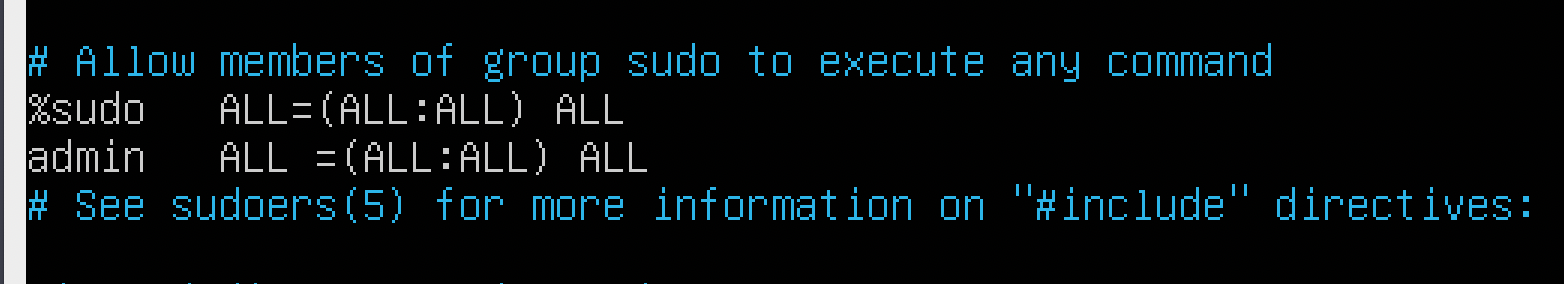 # Allow members of group sudo to execute any command
%sudo   ALL=(ALL:ALL) ALL
admin   ALL =(ALL:ALL) ALL
# See sudoers(5) for more information on "#include" directives: